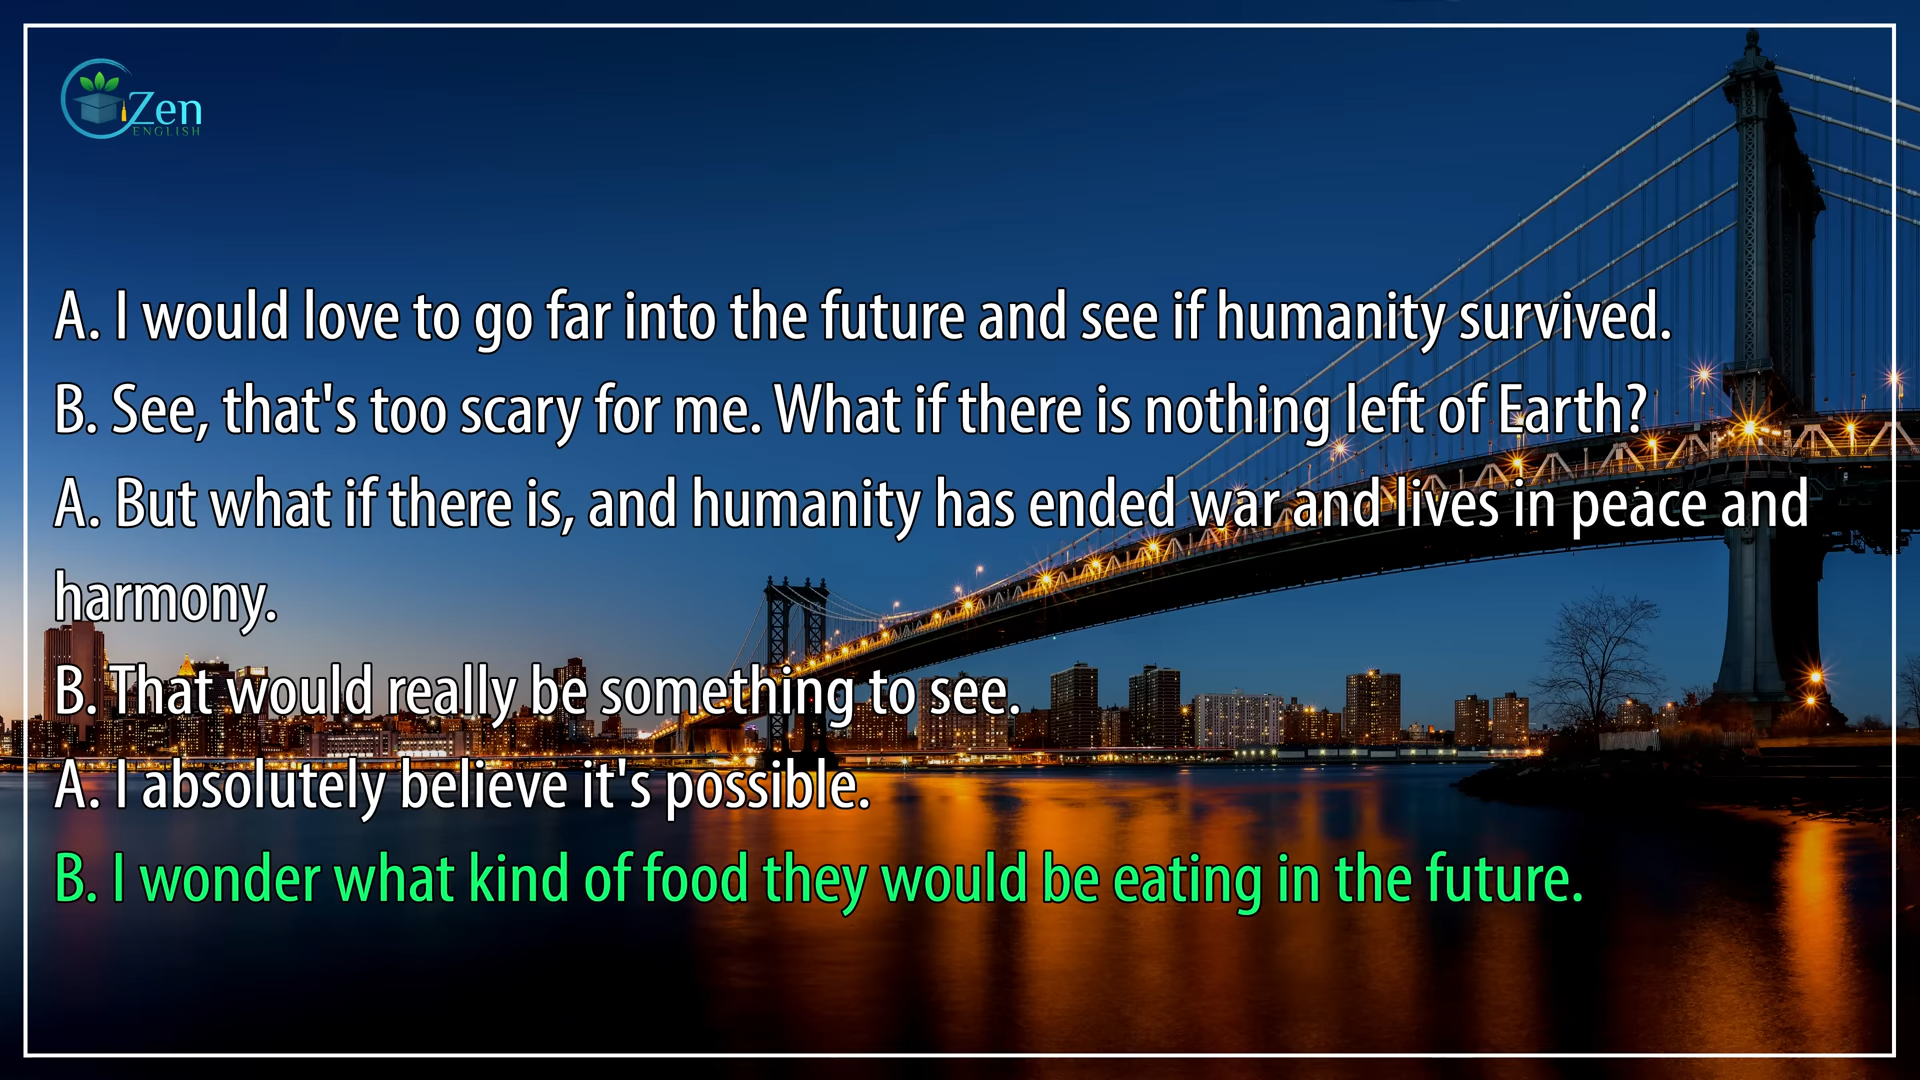 Zen
ENGLISH
A. I would love to go far into the future and see if humanity survived.
B. See, that's too scary for me. What if there is nothing left of Earth?
A. But what if there is, and humanity has ended war and lives in peace and
harmony.
B. That would really be something to see.
A. I absolutely believe it's possible.
B. I wonder what kind of food they would be eating in the future.